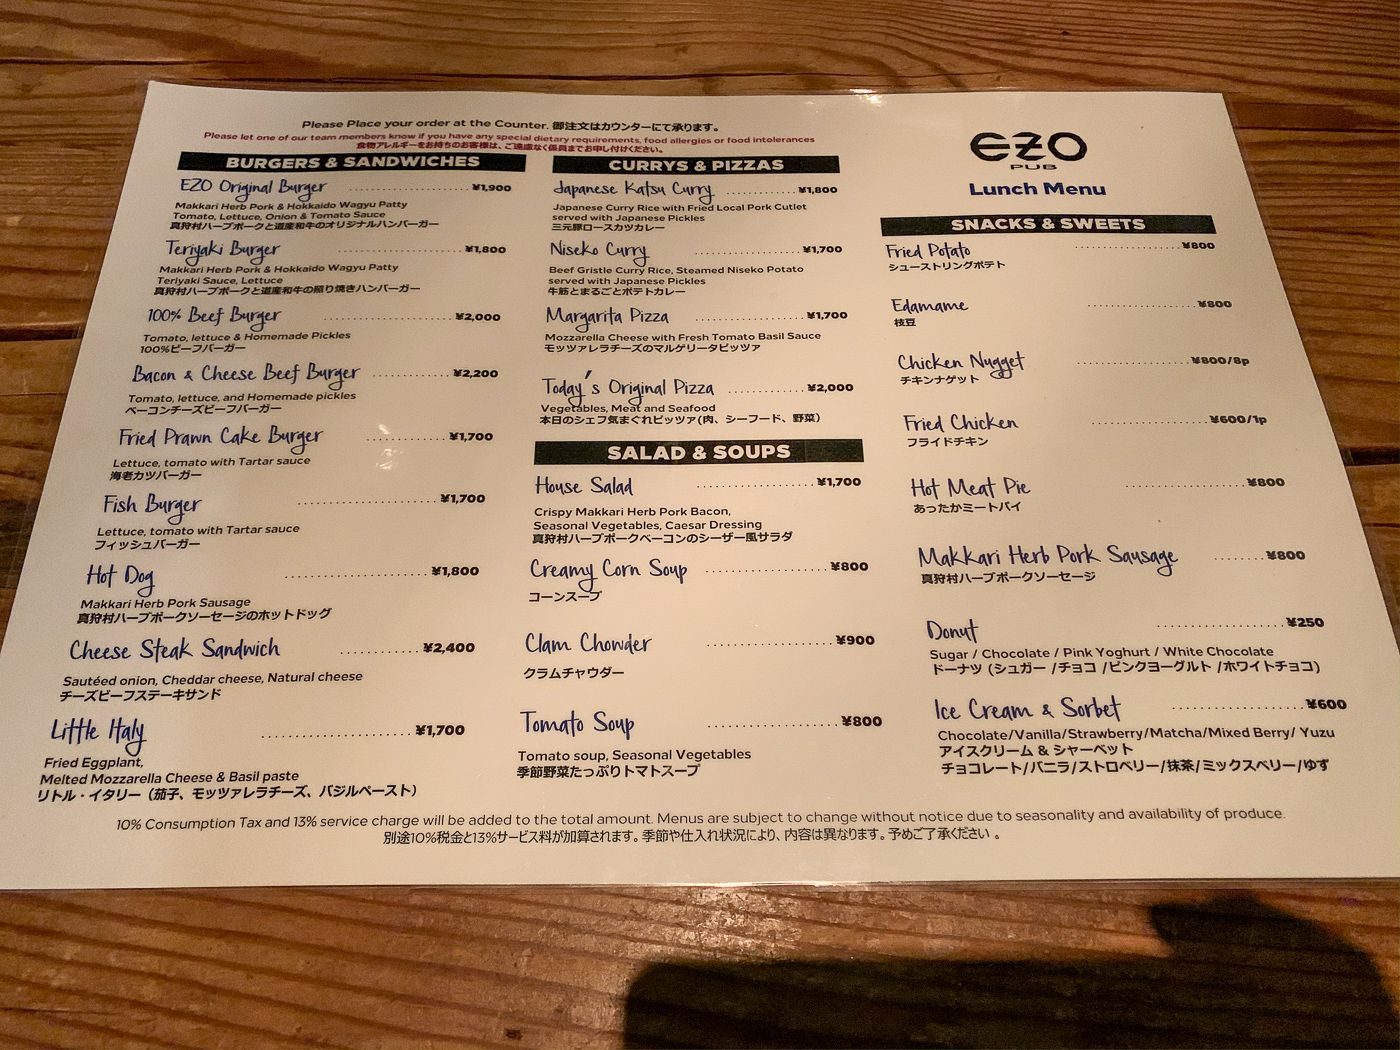 Please Place your order at the Counter. 御注文はカウンターにて承ります。
Please let one of our team members know if you have any special dietary requirements, food allergies or food intolerances
食物アレルギーをお持ちのお客様は、ご遠慮なく係員までお申し付けください。
BURGERS & SANDWICHES
EZO Original Burger ¥1,900
Makkari Herb Pork & Hokkaido Wagyu Patty
Tomato, Lettuce, Onion & Tomato Sauce
真狩村ハーブポークと道産和牛のオリジナルハンバーガー
Teriyaki Burger ¥1,800
Makkari Herb Pork & Hokkaido Wagyu Patty
Teriyaki Sauce, Lettuce
真狩村ハーブポークと道産和牛の照り焼きハンバーガー
100% Beef Burger ¥2,000
Tomato, lettuce & Homemade Pickles
100%ビーフバーガー
Bacon & Cheese Beef Burger ¥2,200
Tomato, lettuce, and Homemade pickles
ベーコンチーズビーフバーガー
Fried Prawn Cake Burger ¥1,700
Lettuce, tomato with Tartar sauce
海老カツバーガー
Fish Burger ¥1,700
Lettuce, tomato with Tartar sauce
フィッシュバーガー
Hot Dog ¥1,800
Makkari Herb Pork Sausage
真狩村ハーブポークソーセージのホットドッグ
Cheese Steak Sandwich ¥2,400
Sautéed onion, Cheddar cheese, Natural cheese
チーズビーフステーキサンド
Little Italy ¥1,700
Fried Eggplant,
Melted Mozzarella Cheese & Basil paste
リトル・イタリー（茄子、モッツァレラチーズ、バジルペースト）
CURRYS & PIZZAS
Japanese Katsu Curry ¥1,800
Japanese Curry Rice with Fried Local Pork Cutlet
served with Japanese Pickles
三元豚ロースカツカレー
Niseko Curry ¥1,700
Beef Gristle Curry Rice, Steamed Niseko Potato
served with Japanese Pickles
牛筋とまるごとポテトカレー
Margarita Pizza ¥1,700
Mozzarella Cheese with Fresh Tomato Basil Sauce
モッツァレラチーズのマルゲリータピッツァ
Today's Original Pizza ¥2,000
Vegetables, Meat and Seafood
本日のシェフ気まぐれピッツァ(肉、シーフード、野菜）
SALAD & SOUPS
House Salad ¥1,700
Crispy Makkari Herb Pork Bacon,
Seasonal Vegetables, Caesar Dressing
真狩村ハーブポークベーコンのシーザー風サラダ
Creamy Corn Soup ¥800
コーンスープ
Clam Chowder ¥900
クラムチャウダー
Tomato Soup ¥800
Tomato soup, Seasonal Vegetables
季節野菜たっぷりトマトスープ
EZO
PUB
Lunch Menu
SNACKS & SWEETS
Fried Potato ¥800
シューストリングポテト
Edamame ¥800
枝豆
Chicken Nugget ¥800/8p
チキンナゲット
Fried Chicken ¥600/1p
フライドチキン
Hot Meat Pie ¥800
あったかミートパイ
Makkari Herb Pork Sausage ¥800
真狩村ハーブポークソーセージ
Donut ¥250
Sugar / Chocolate / Pink Yoghurt / White Chocolate
ドーナツ (シュガー /チョコ /ピンクヨーグルト /ホワイトチョコ)
Ice Cream & Sorbet ¥600
Chocolate/Vanilla/Strawberry/Matcha/Mixed Berry/ Yuzu
アイスクリーム & シャーベット
チョコレート/バニラ/ストロベリー/抹茶/ミックスベリー/ゆず
10% Consumption Tax and 13% service charge will be added to the total amount. Menus are subject to change without notice due to seasonality and availability of produce.
別途10%税金と13%サービス料が加算されます。季節や仕入れ状況により、内容は異なります。予めご了承ください 。